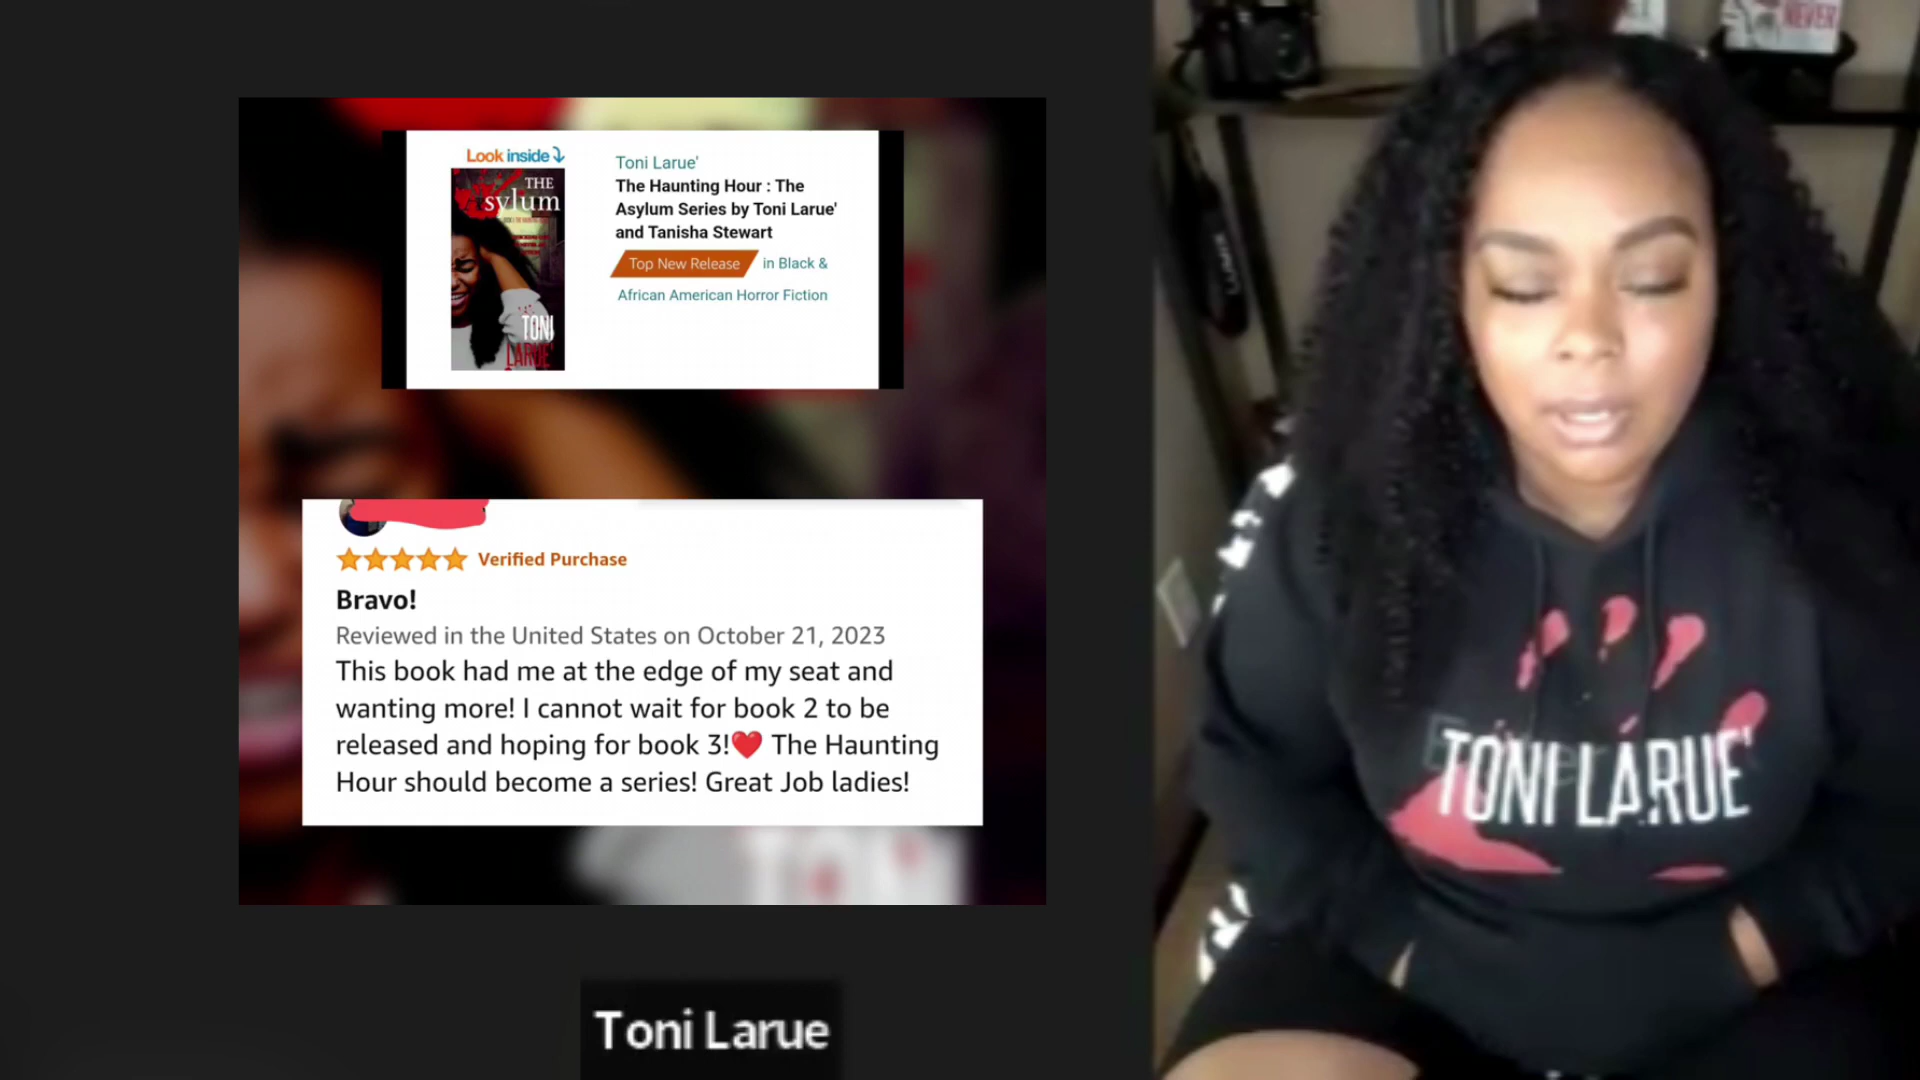 Look inside
THE
sylum
TONI
LARUE'
Toni Larue'
The Haunting Hour : The
Asylum Series by Toni Larue'
and Tanisha Stewart
Top New Release in Black &
African American Horror Fiction
Verified Purchase
Bravo!
Reviewed in the United States on October 21, 2023
This book had me at the edge of my seat and
wanting more! I cannot wait for book 2 to be
released and hoping for book 3!❤️ The Haunting
Hour should become a series! Great Job ladies!
Toni Larue
NEVER
LUMIX
TONI LARUE'